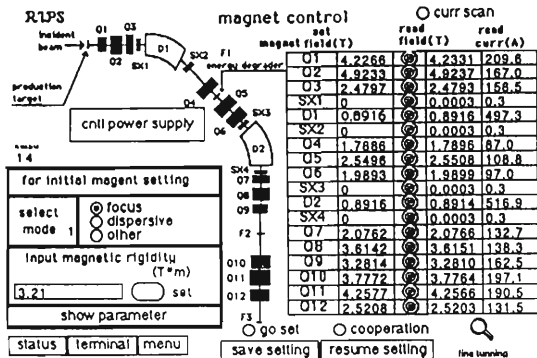 RIPS
magnet control
curr scan
incident beam
production target
Q1
Q2
Q3
SX1
D1
SX2
F1
energy degrader
Q4
Q5
Q6
SX3
D2
SX4
Q7
Q8
Q9
F2
Q10
Q11
Q12
F3
cntl power supply
14
for initial magent setting
select mode 1
focus
dispersive
other
input magnetic rigidity
(T*m)
3.21
set
show parameter
status
terminal
menu
magnet
set field(T)
read field(T)
read curr(A)
Q1 4.2266 4.2331 209.6
Q2 4.9233 4.9237 167.0
Q3 2.4797 2.4793 158.5
SX1 0 0.0003 0.3
D1 0.8916 0.8916 497.3
SX2 0 0.0003 0.3
Q4 1.7886 1.7896 87.0
Q5 2.5496 2.5508 108.8
Q6 1.9893 1.9899 97.0
SX3 0 0.0003 0.3
D2 0.8916 0.8914 516.9
SX4 0 0.0003 0.3
Q7 2.0762 2.0766 132.7
Q8 3.6142 3.6151 138.3
Q9 3.2814 3.2810 162.5
Q10 3.7772 3.7764 197.1
Q11 4.2577 4.2566 190.5
Q12 2.5208 2.5203 131.5
go set
cooperation
save setting
resume setting
fine tunning